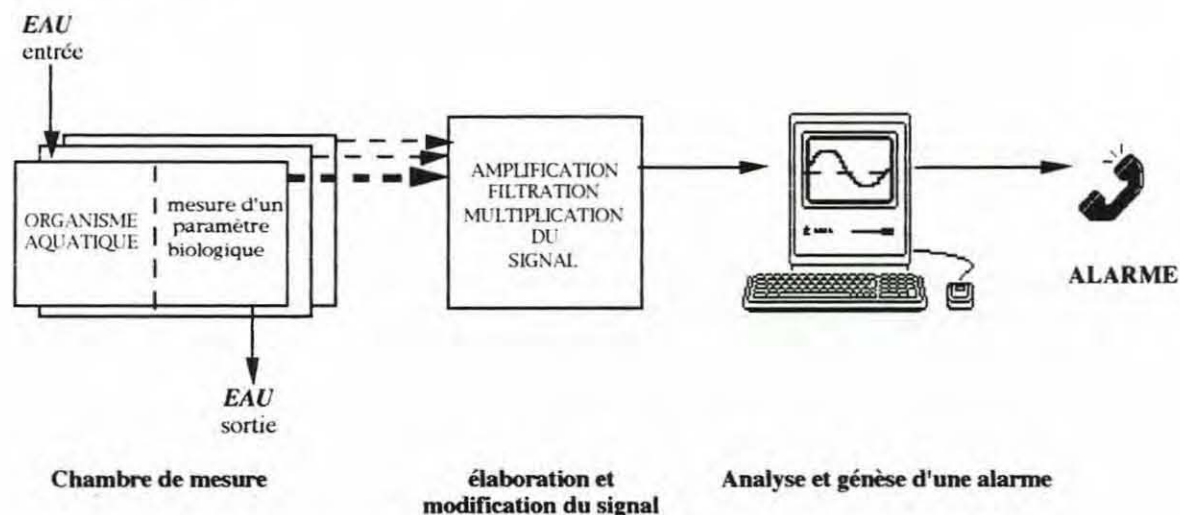 EAU
entrée
ORGANISME
AQUATIQUE
mesure d'un
paramètre
biologique
EAU
sortie
AMPLIFICATION
FILTRATION
MULTIPLICATION
DU
SIGNAL
ALARME
Chambre de mesure
élaboration et
modification du signal
Analyse et génèse d'une alarme